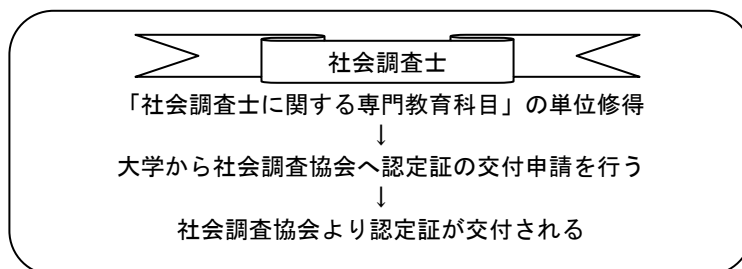 社会調査士
「社会調査士に関する専門教育科目」の単位修得
↓
大学から社会調査協会へ認定証の交付申請を行う
↓
社会調査協会より認定証が交付される